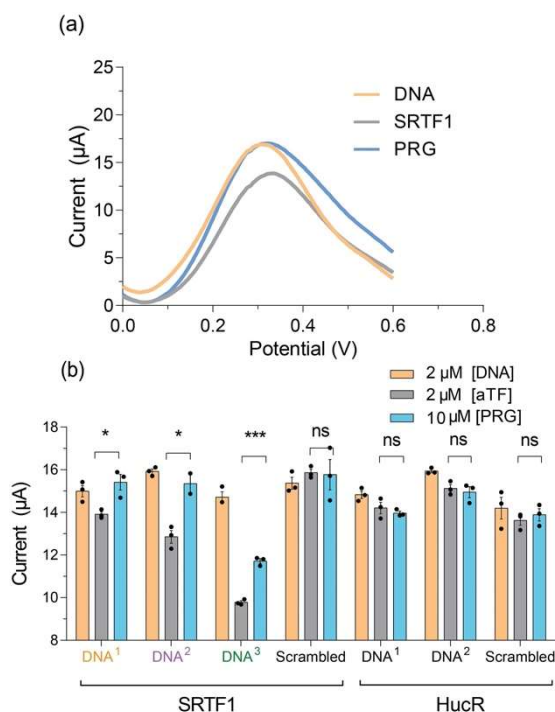 (a)
25
20
15
10
5
0
Current (µA)
DNA
SRTF1
PRG
0.0 0.2 0.4 0.6 0.8
Potential (V)
(b)
2 µM [DNA]
2 µM [aTF]
10 µM [PRG]
18
16
14
12
10
8
Current (µA)
* * *** ns ns ns ns
DNA¹ DNA² DNA³ Scrambled DNA¹ DNA² Scrambled
SRTF1 HucR